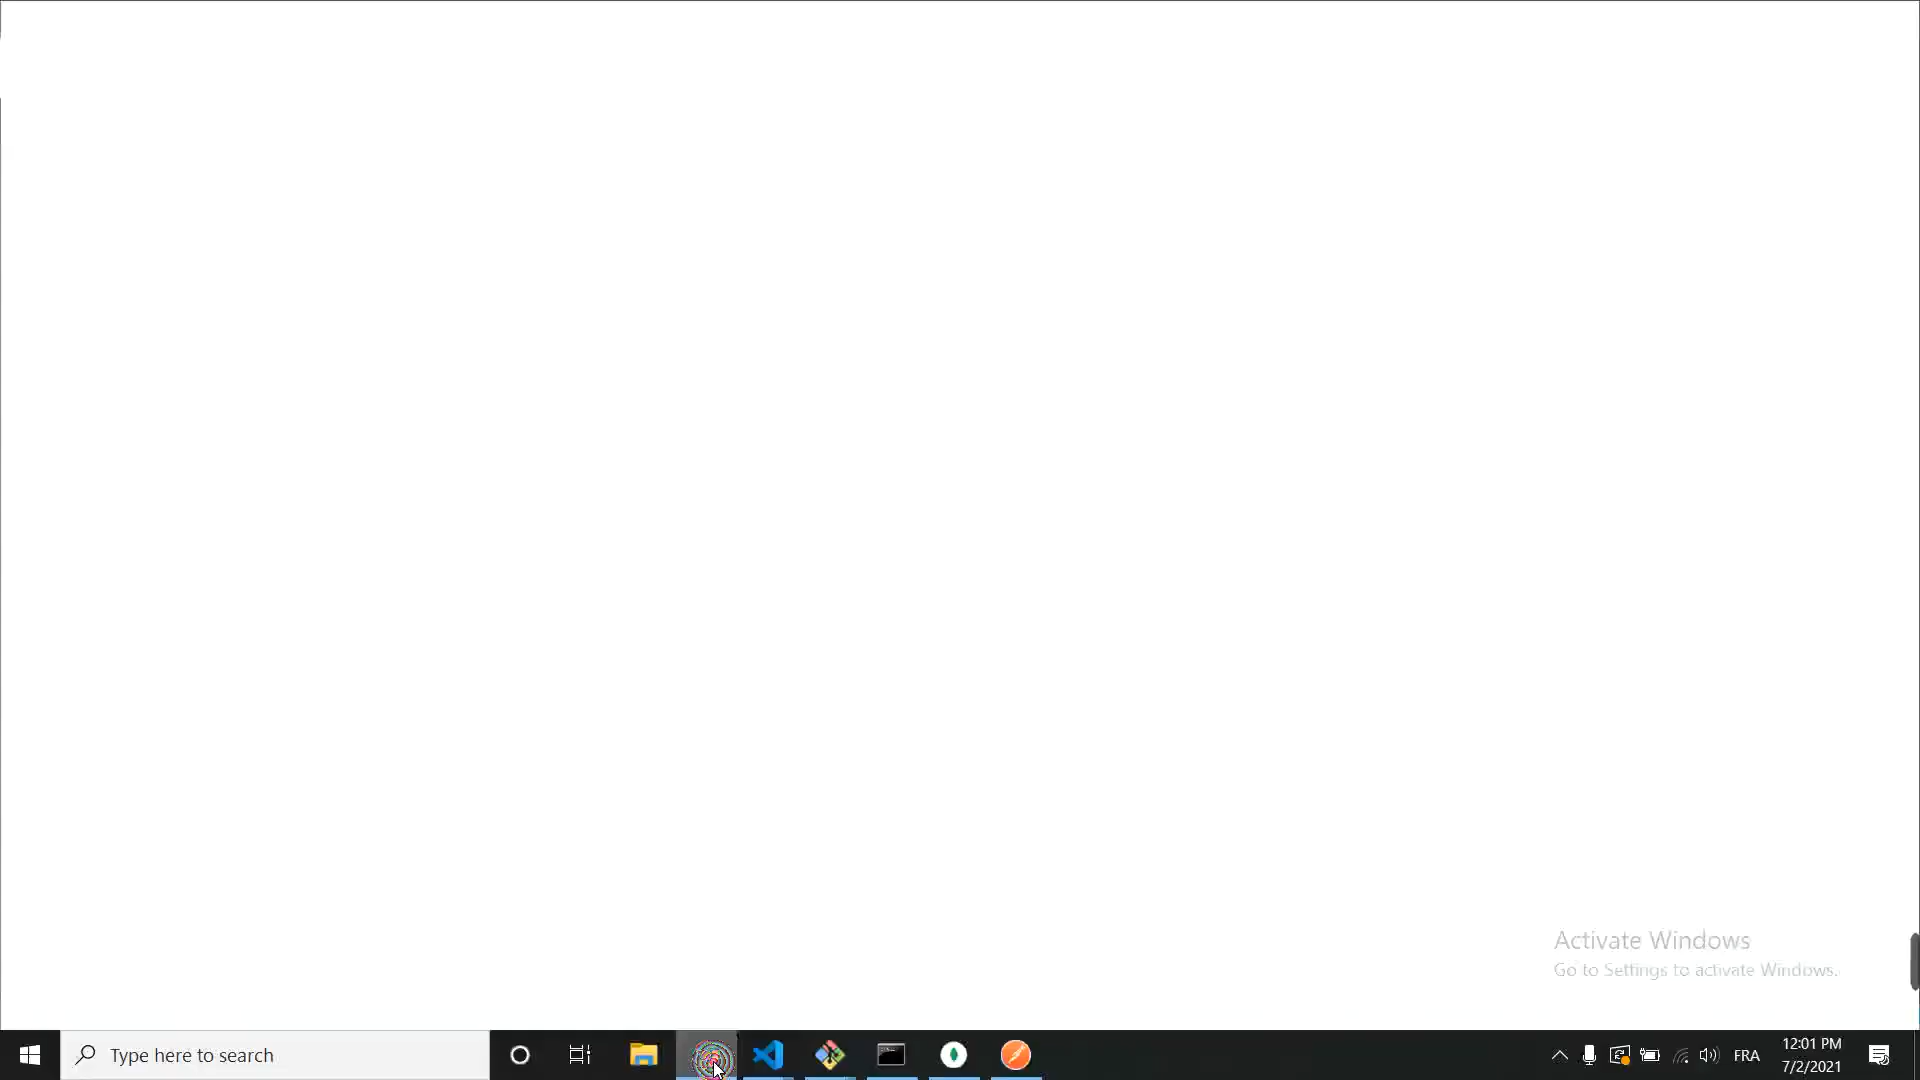 Activate Windows
Go to Settings to activate Windows.
Type here to search
FRA
12:01 PM
7/2/2021